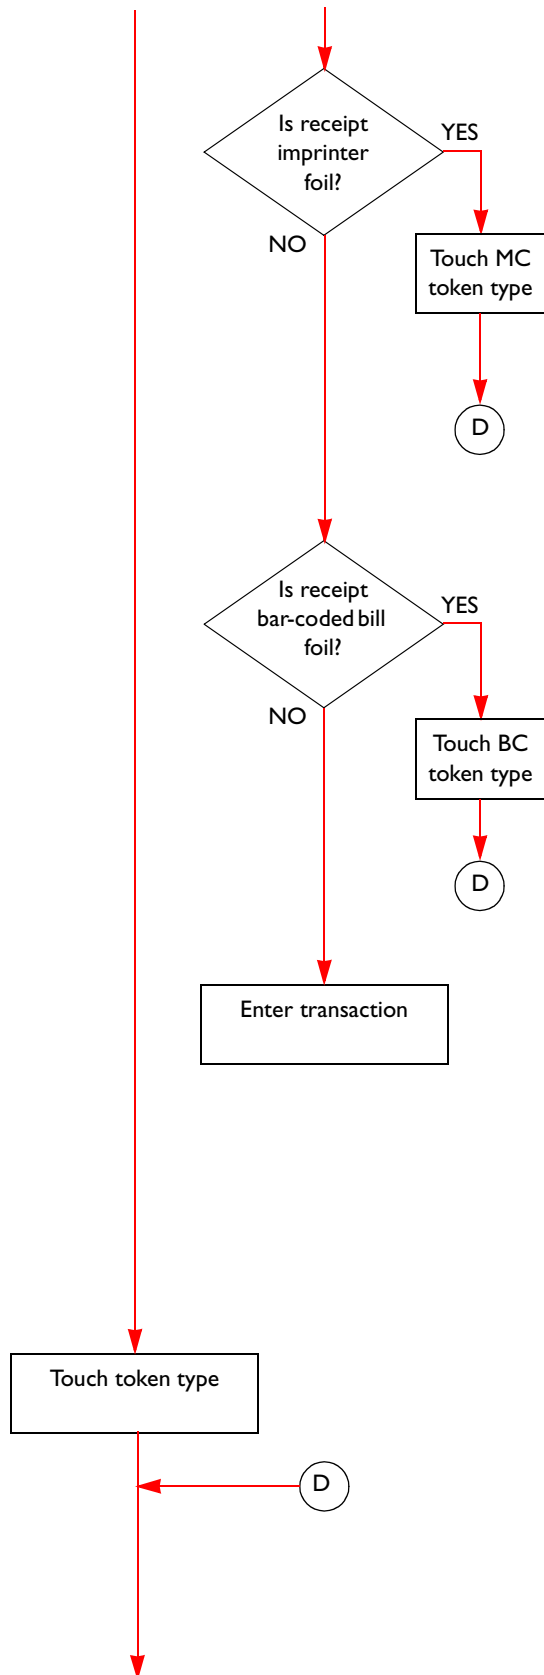 Is receipt
imprinter
foil?
YES
NO
Touch MC
token type
D
Is receipt
bar-coded bill
foil?
YES
NO
Touch BC
token type
D
Enter transaction
Touch token type
D